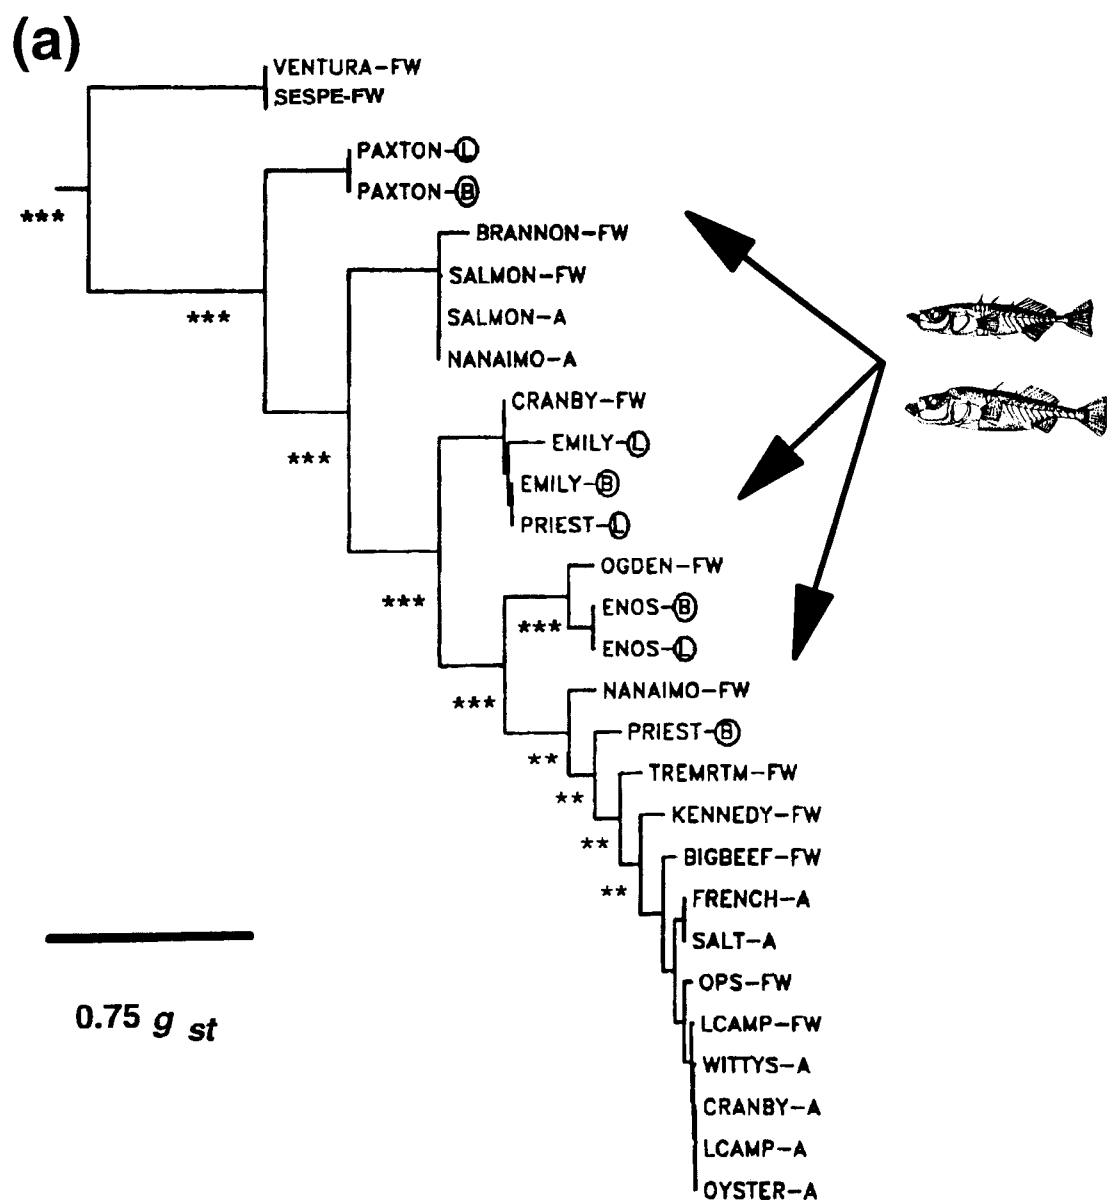 (a)
VENTURA-FW
SESPE-FW
PAXTON-L
PAXTON-B
***
BRANNON-FW
SALMON-FW
***
SALMON-A
NANAIMO-A
CRANBY-FW
EMILY-L
***
EMILY-B
PRIEST-L
OGDEN-FW
***
ENOS-B
***
ENOS-L
NANAIMO-FW
***
PRIEST-B
**
TREMRTM-FW
**
KENNEDY-FW
**
BIGBEEF-FW
**
FRENCH-A
SALT-A
OPS-FW
0.75 g st
LCAMP-FW
WITTYS-A
CRANBY-A
LCAMP-A
OYSTER-A